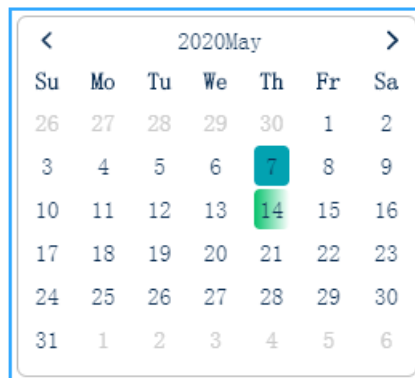 2020May
Su Mo Tu We Th Fr Sa
26 27 28 29 30 1 2
3 4 5 6 7 8 9
10 11 12 13 14 15 16
17 18 19 20 21 22 23
24 25 26 27 28 29 30
31 1 2 3 4 5 6